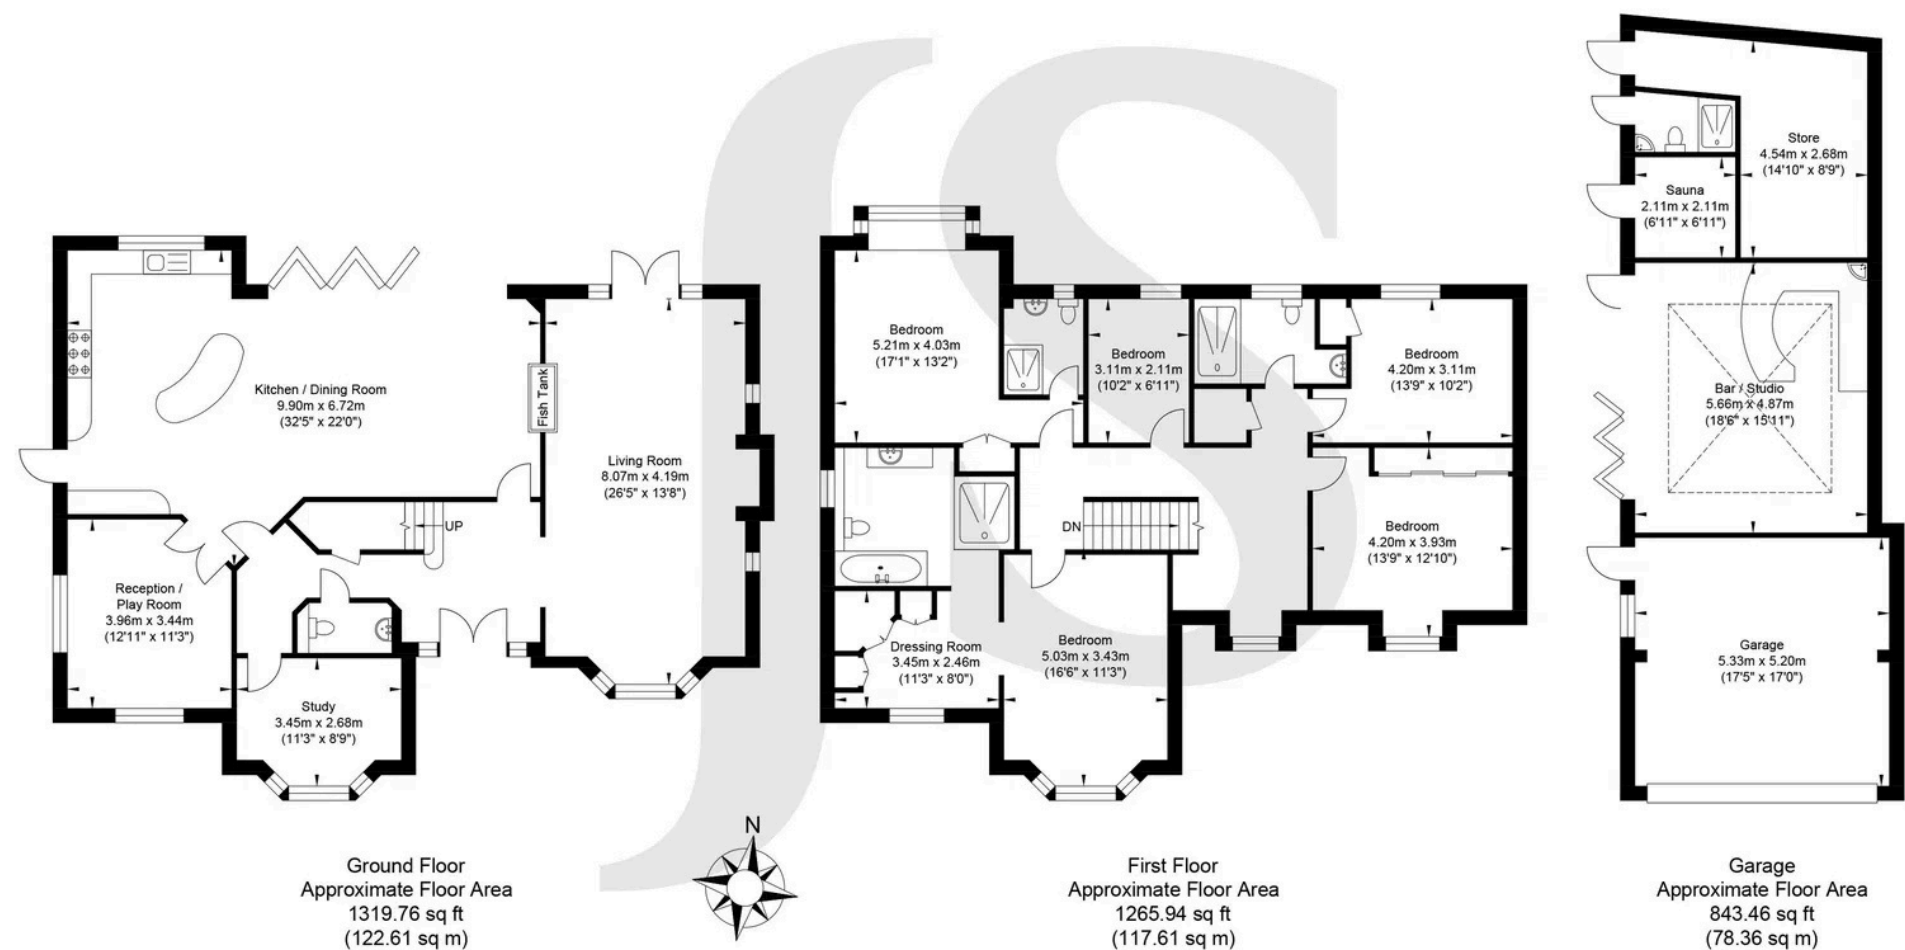 Kitchen / Dining Room
9.90m x 6.72m
(32'5" x 22'0")
Fish Tank
Living Room
8.07m x 4.19m
(26'5" x 13'8")
UP
Reception /
Play Room
3.96m x 3.44m
(12'11" x 11'3")
Study
3.45m x 2.68m
(11'3" x 8'9")
Ground Floor
Approximate Floor Area
1319.76 sq ft
(122.61 sq m)
N
Bedroom
5.21m x 4.03m
(17'1" x 13'2")
Bedroom
3.11m x 2.11m
(10'2" x 6'11")
Bedroom
4.20m x 3.11m
(13'9" x 10'2")
DN
Bedroom
4.20m x 3.93m
(13'9" x 12'10")
Dressing Room
3.45m x 2.46m
(11'3" x 8'0")
Bedroom
5.03m x 3.43m
(16'6" x 11'3")
First Floor
Approximate Floor Area
1265.94 sq ft
(117.61 sq m)
Store
4.54m x 2.68m
(14'10" x 8'9")
Sauna
2.11m x 2.11m
(6'11" x 6'11")
Bar / Studio
5.66m x 4.87m
(18'6" x 15'11")
Garage
5.33m x 5.20m
(17'5" x 17'0")
Garage
Approximate Floor Area
843.46 sq ft
(78.36 sq m)